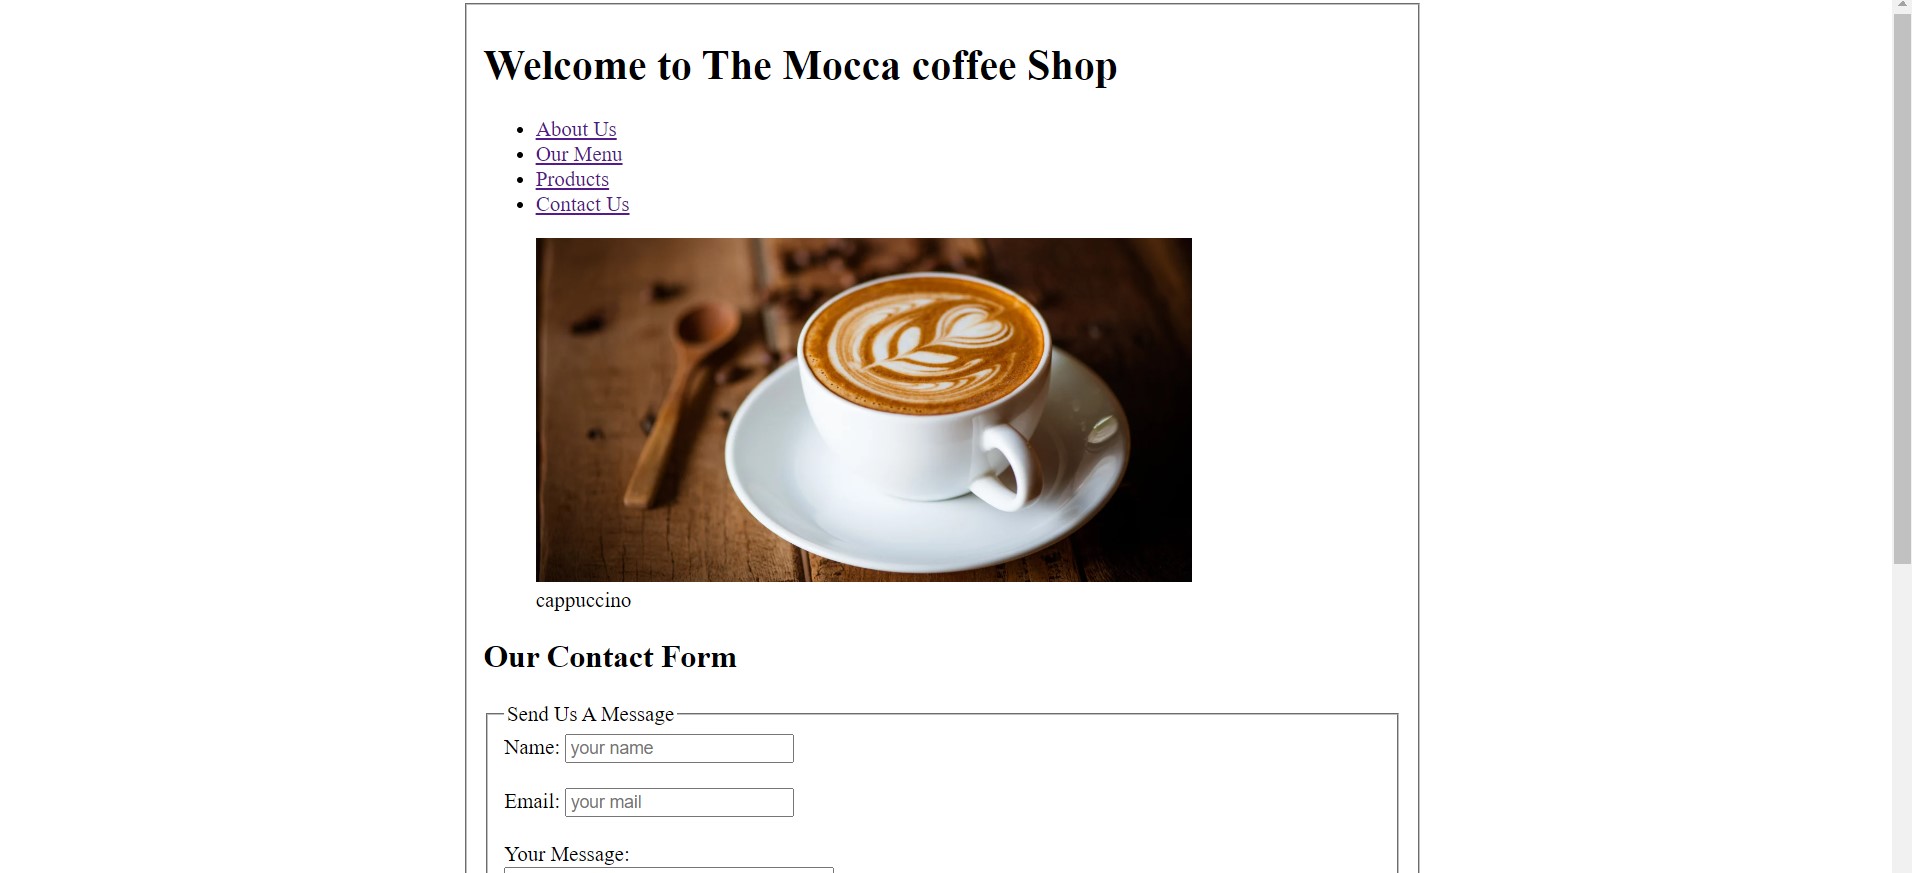 Welcome to The Mocca coffee Shop
About Us
Our Menu
Products
Contact Us
cappuccino
Our Contact Form
Send Us A Message
Name: your name
Email: your mail
Your Message: